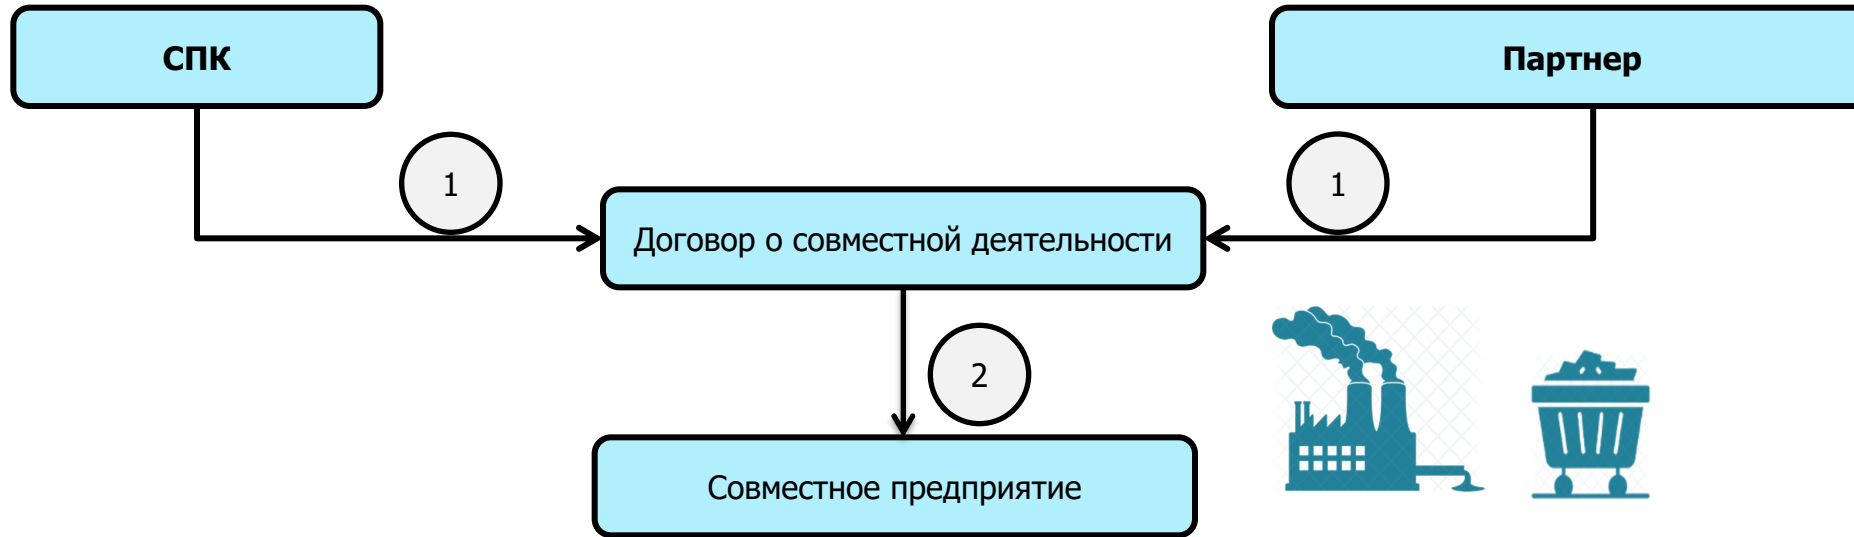 СПК
Партнер
1
1
Договор о совместной деятельности
2
Совместное предприятие